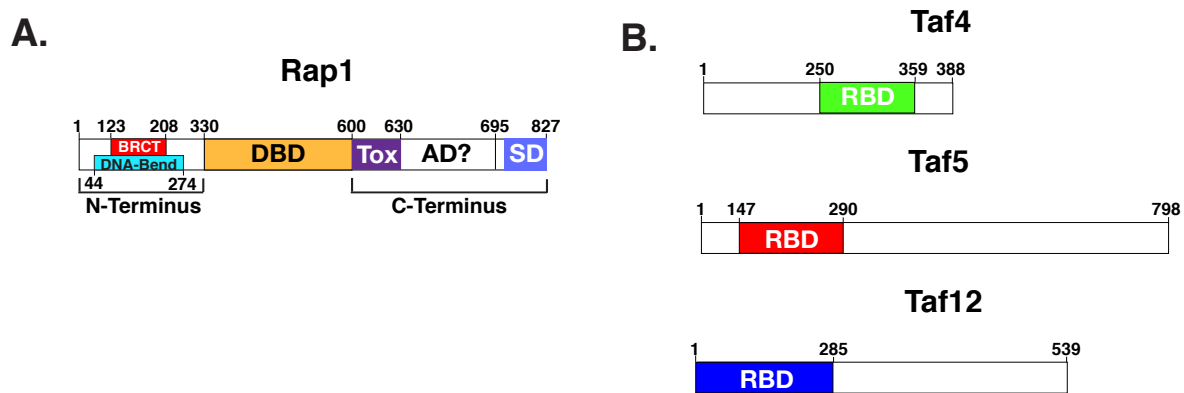 A.
Rap1
1 123 208 330 600 630 695 827
BRCT
DNA-Bend
DBD
Tox
AD?
SD
44 274
N-Terminus
C-Terminus
B.
Taf4
1 250 359 388
RBD
Taf5
1 147 290 798
RBD
Taf12
1 285 539
RBD